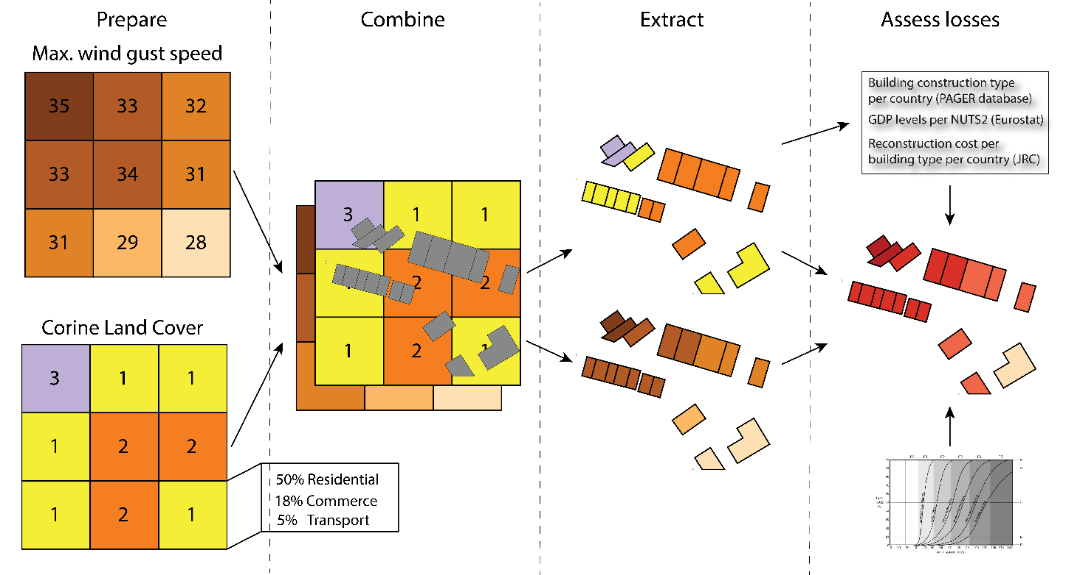 Prepare
Combine
Extract
Assess losses
Max. wind gust speed
35 33 32
33 34 31
31 29 28
Corine Land Cover
3 1 1
1 2 2
1 2 1
50% Residential
18% Commerce
5% Transport
3 1 1
2 2
1 2 1
Building construction type
per country (PAGER database)
GDP levels per NUTS2 (Eurostat)
Reconstruction cost per
building type per country (JRC)